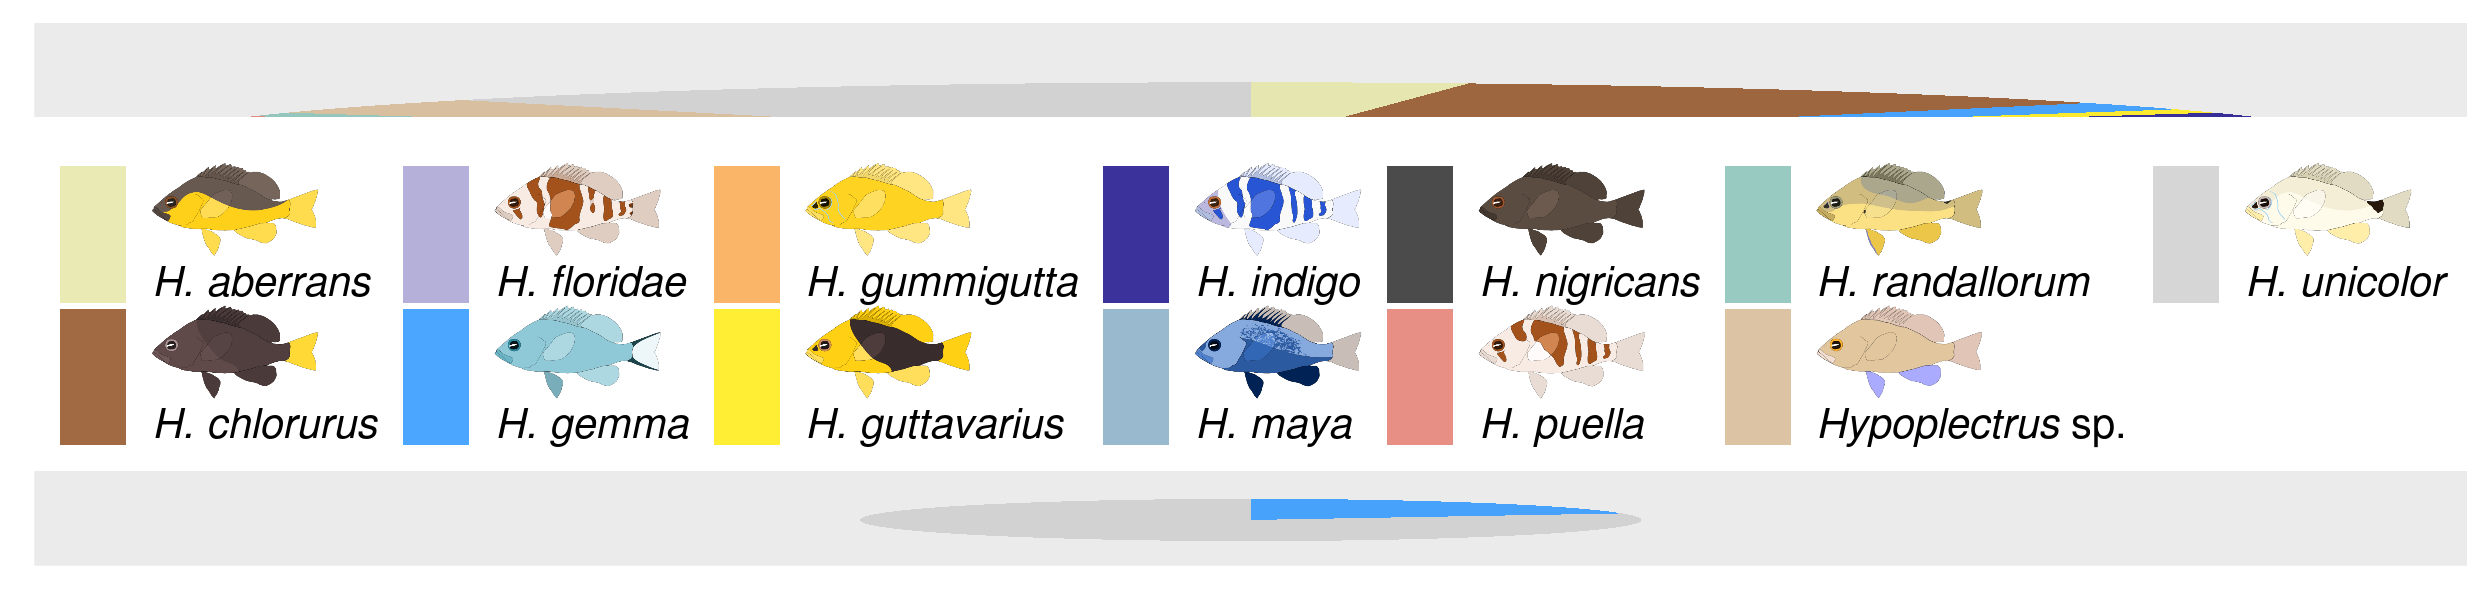 H. aberrans
H. floridae
H. gummigutta
H. indigo
H. nigricans
H. randallorum
H. unicolor
H. chlorurus
H. gemma
H. guttavarius
H. maya
H. puella
Hypoplectrus sp.